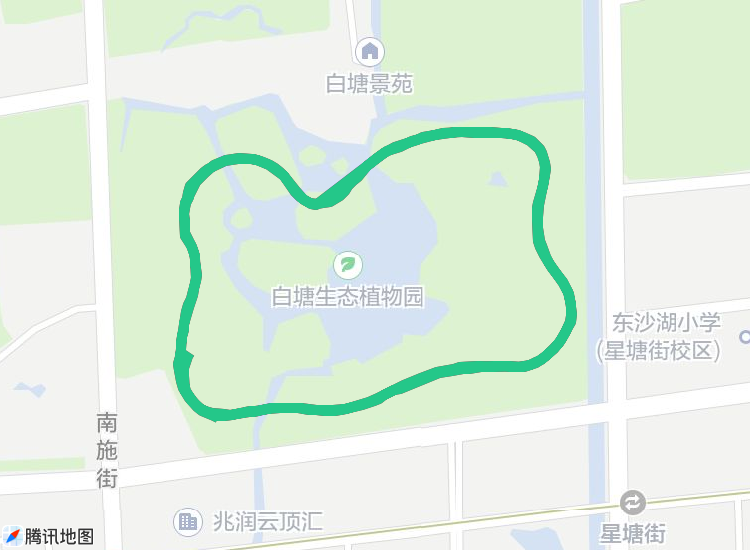 白塘景苑
白塘生态植物园
东沙湖小学
(星塘街校区)
南施街
兆润云顶汇
星塘街
腾讯地图